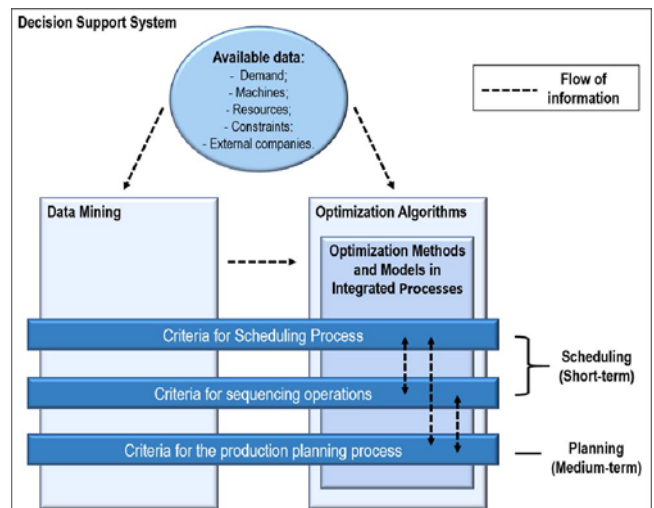 Decision Support System
Available data:
- Demand;
- Machines;
- Resources;
- Constraints:
- External companies.
Flow of
information
Data Mining
Optimization Algorithms
Optimization Methods
and Models in
Integrated Processes
Criteria for Scheduling Process
Criteria for sequencing operations
Criteria for the production planning process
Scheduling
(Short-term)
Planning
(Medium-term)